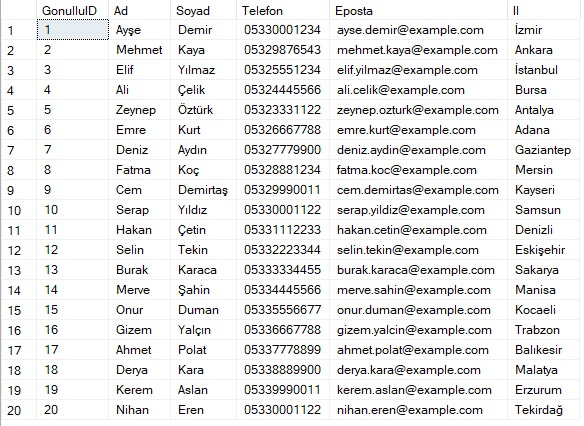 GonulluID Ad Soyad Telefon Eposta Il
1 1 Ayşe Demir 05330001234 ayse.demir@example.com İzmir
2 2 Mehmet Kaya 05329876543 mehmet.kaya@example.com Ankara
3 3 Elif Yılmaz 05325551234 elif.yilmaz@example.com İstanbul
4 4 Ali Çelik 05324445566 ali.celik@example.com Bursa
5 5 Zeynep Öztürk 05323331122 zeynep.ozturk@example.com Antalya
6 6 Emre Kurt 05326667788 emre.kurt@example.com Adana
7 7 Deniz Aydın 05327779900 deniz.aydin@example.com Gaziantep
8 8 Fatma Koç 05328881234 fatma.koc@example.com Mersin
9 9 Cem Demirtaş 05329990011 cem.demirtas@example.com Kayseri
10 10 Serap Yıldız 05330001122 serap.yildiz@example.com Samsun
11 11 Hakan Çetin 05331112233 hakan.cetin@example.com Denizli
12 12 Selin Tekin 05332223344 selin.tekin@example.com Eskişehir
13 13 Burak Karaca 05333334455 burak.karaca@example.com Sakarya
14 14 Merve Şahin 05334445566 merve.sahin@example.com Manisa
15 15 Onur Duman 05335556677 onur.duman@example.com Kocaeli
16 16 Gizem Yalçın 05336667788 gizem.yalcin@example.com Trabzon
17 17 Ahmet Polat 05337778899 ahmet.polat@example.com Balıkesir
18 18 Derya Kara 05338889900 derya.kara@example.com Malatya
19 19 Kerem Aslan 05339990011 kerem.aslan@example.com Erzurum
20 20 Nihan Eren 05330001122 nihan.eren@example.com Tekirdağ